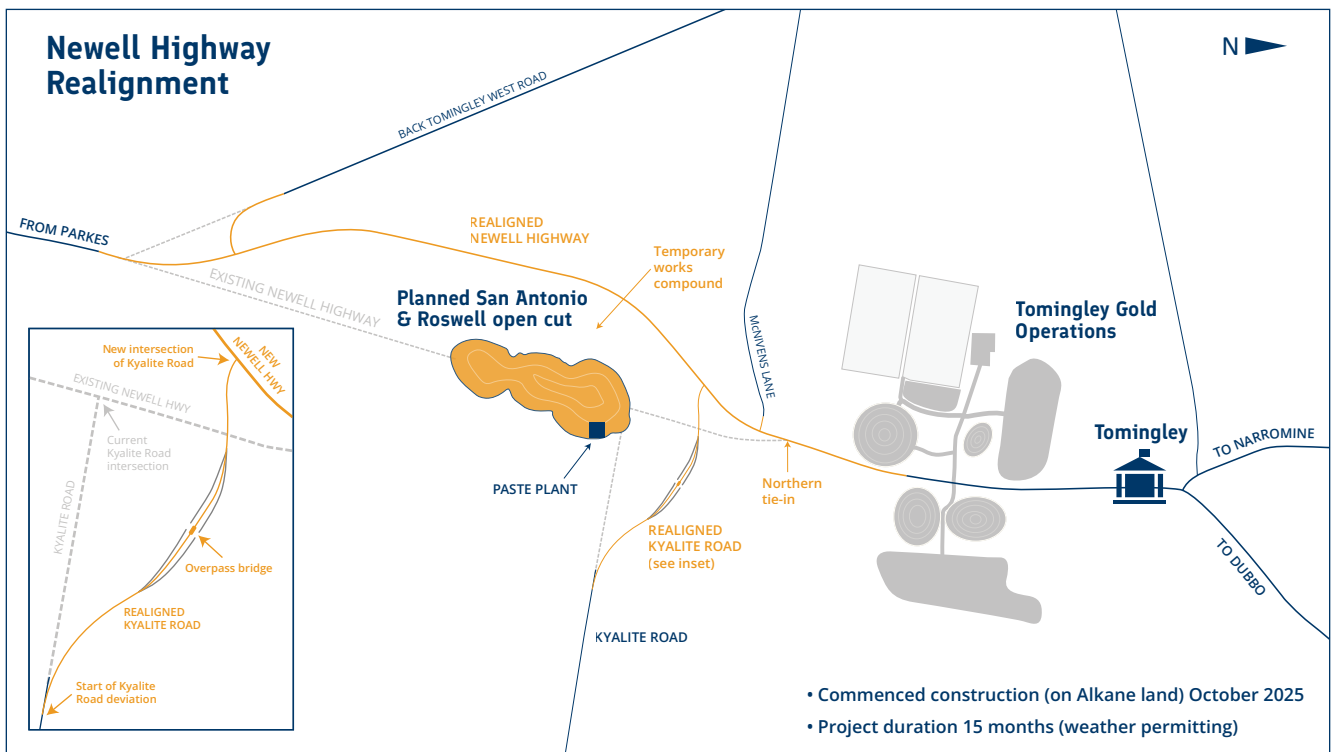 Newell Highway
Realignment
N
BACK TOMINGLEY WEST ROAD
FROM PARKES
REALIGNED
NEWELL HIGHWAY
EXISTING NEWELL HIGHWAY
Temporary
works
compound
Planned San Antonio
& Roswell open cut
McNIVENS LANE
Tomingley Gold
Operations
Tomingley
TO NARROMINE
TO DUBBO
PASTE PLANT
Northern
tie-in
REALIGNED
KYALITE ROAD
(see inset)
KYALITE ROAD
New intersection
of Kyalite Road
NEW
NEWELL HWY
EXISTING NEWELL HWY
Current
Kyalite Road
intersection
KYALITE ROAD
Overpass bridge
REALIGNED
KYALITE ROAD
Start of Kyalite
Road deviation
• Commenced construction (on Alkane land) October 2025
• Project duration 15 months (weather permitting)